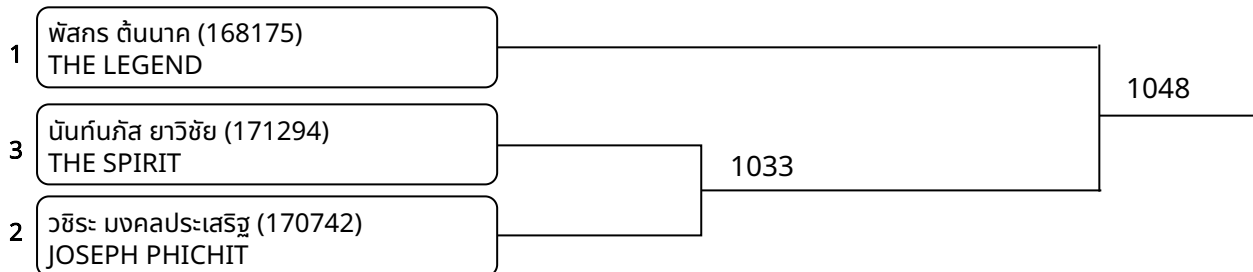 1
พัสกร ต้นนาค (168175)
THE LEGEND
1048
3
นันท์นภัส ยาวิชัย (171294)
THE SPIRIT
1033
2
วชิระ มงคลประเสริฐ (170742)
JOSEPH PHICHIT